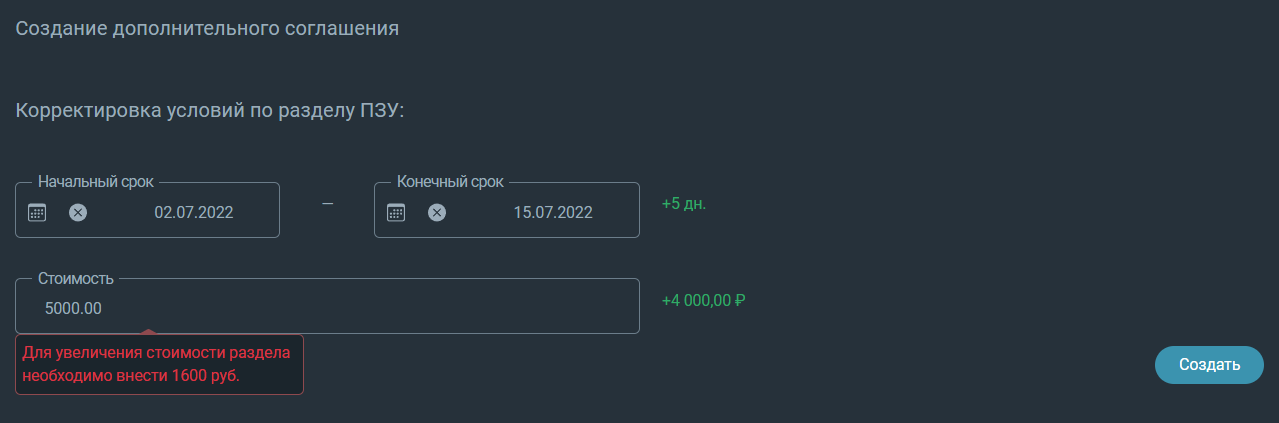 Создание дополнительного соглашения
Корректировка условий по разделу ПЗУ:
Начальный срок
Конечный срок
02.07.2022 — 15.07.2022 +5 дн.
Стоимость
5000.00 +4 000,00 ₽
Для увеличения стоимости раздела
необходимо внести 1600 руб.
Создать